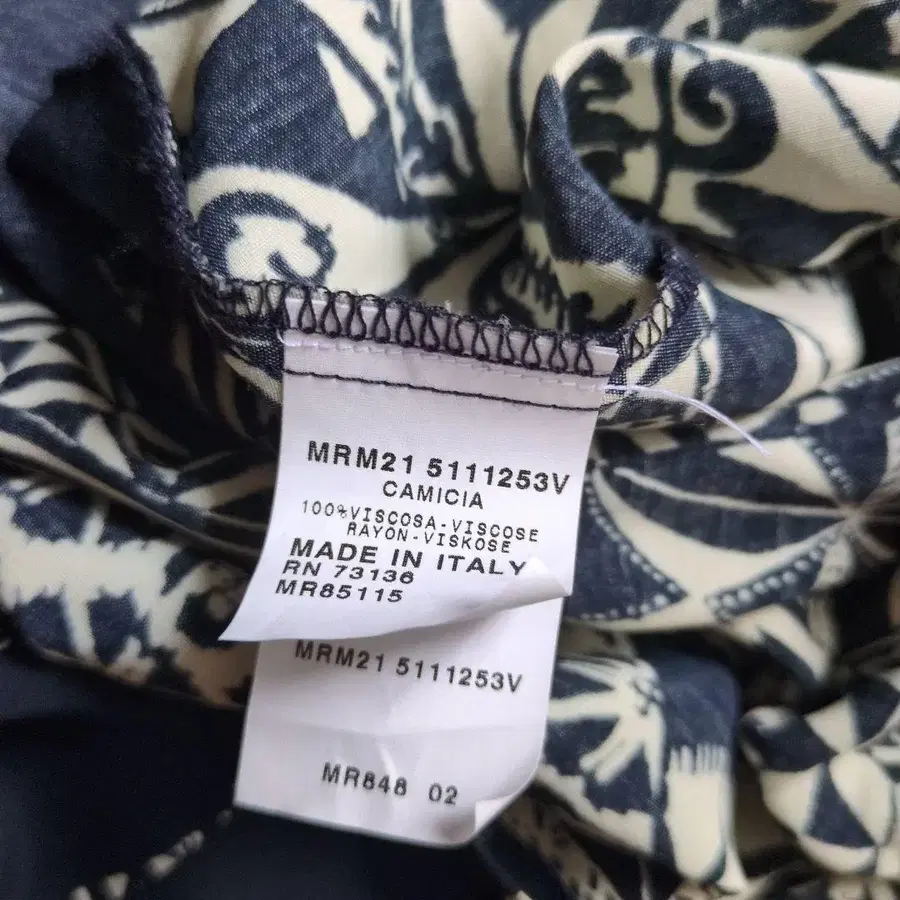 MRM21 5111253V
CAMICIA
100%VISCOSA-VISCOSE
RAYON-VISKOSE
MADE IN ITALY
RN 73136
MR85115
MRM21 5111253V
MR848 02